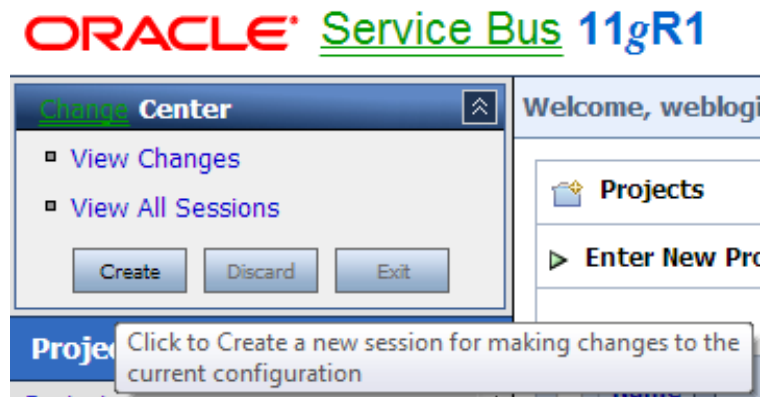 ORACLE Service Bus 11gR1
Change Center
Welcome, weblogi
View Changes
View All Sessions
Projects
Create Discard Exit
Enter New Pro
Projec
Click to Create a new session for making changes to the
current configuration